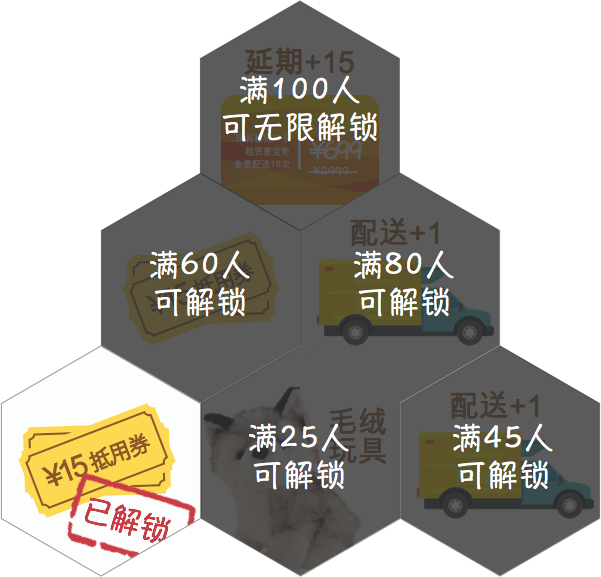 延期+15
满100人
可无限解锁
租赁费全免
免费配送15次
¥699
¥2999
满60人
可解锁
抵用券
配送+1
满80人
可解锁
¥15 抵用券
已解锁
毛绒
玩具
满25人
可解锁
配送+1
满45人
可解锁